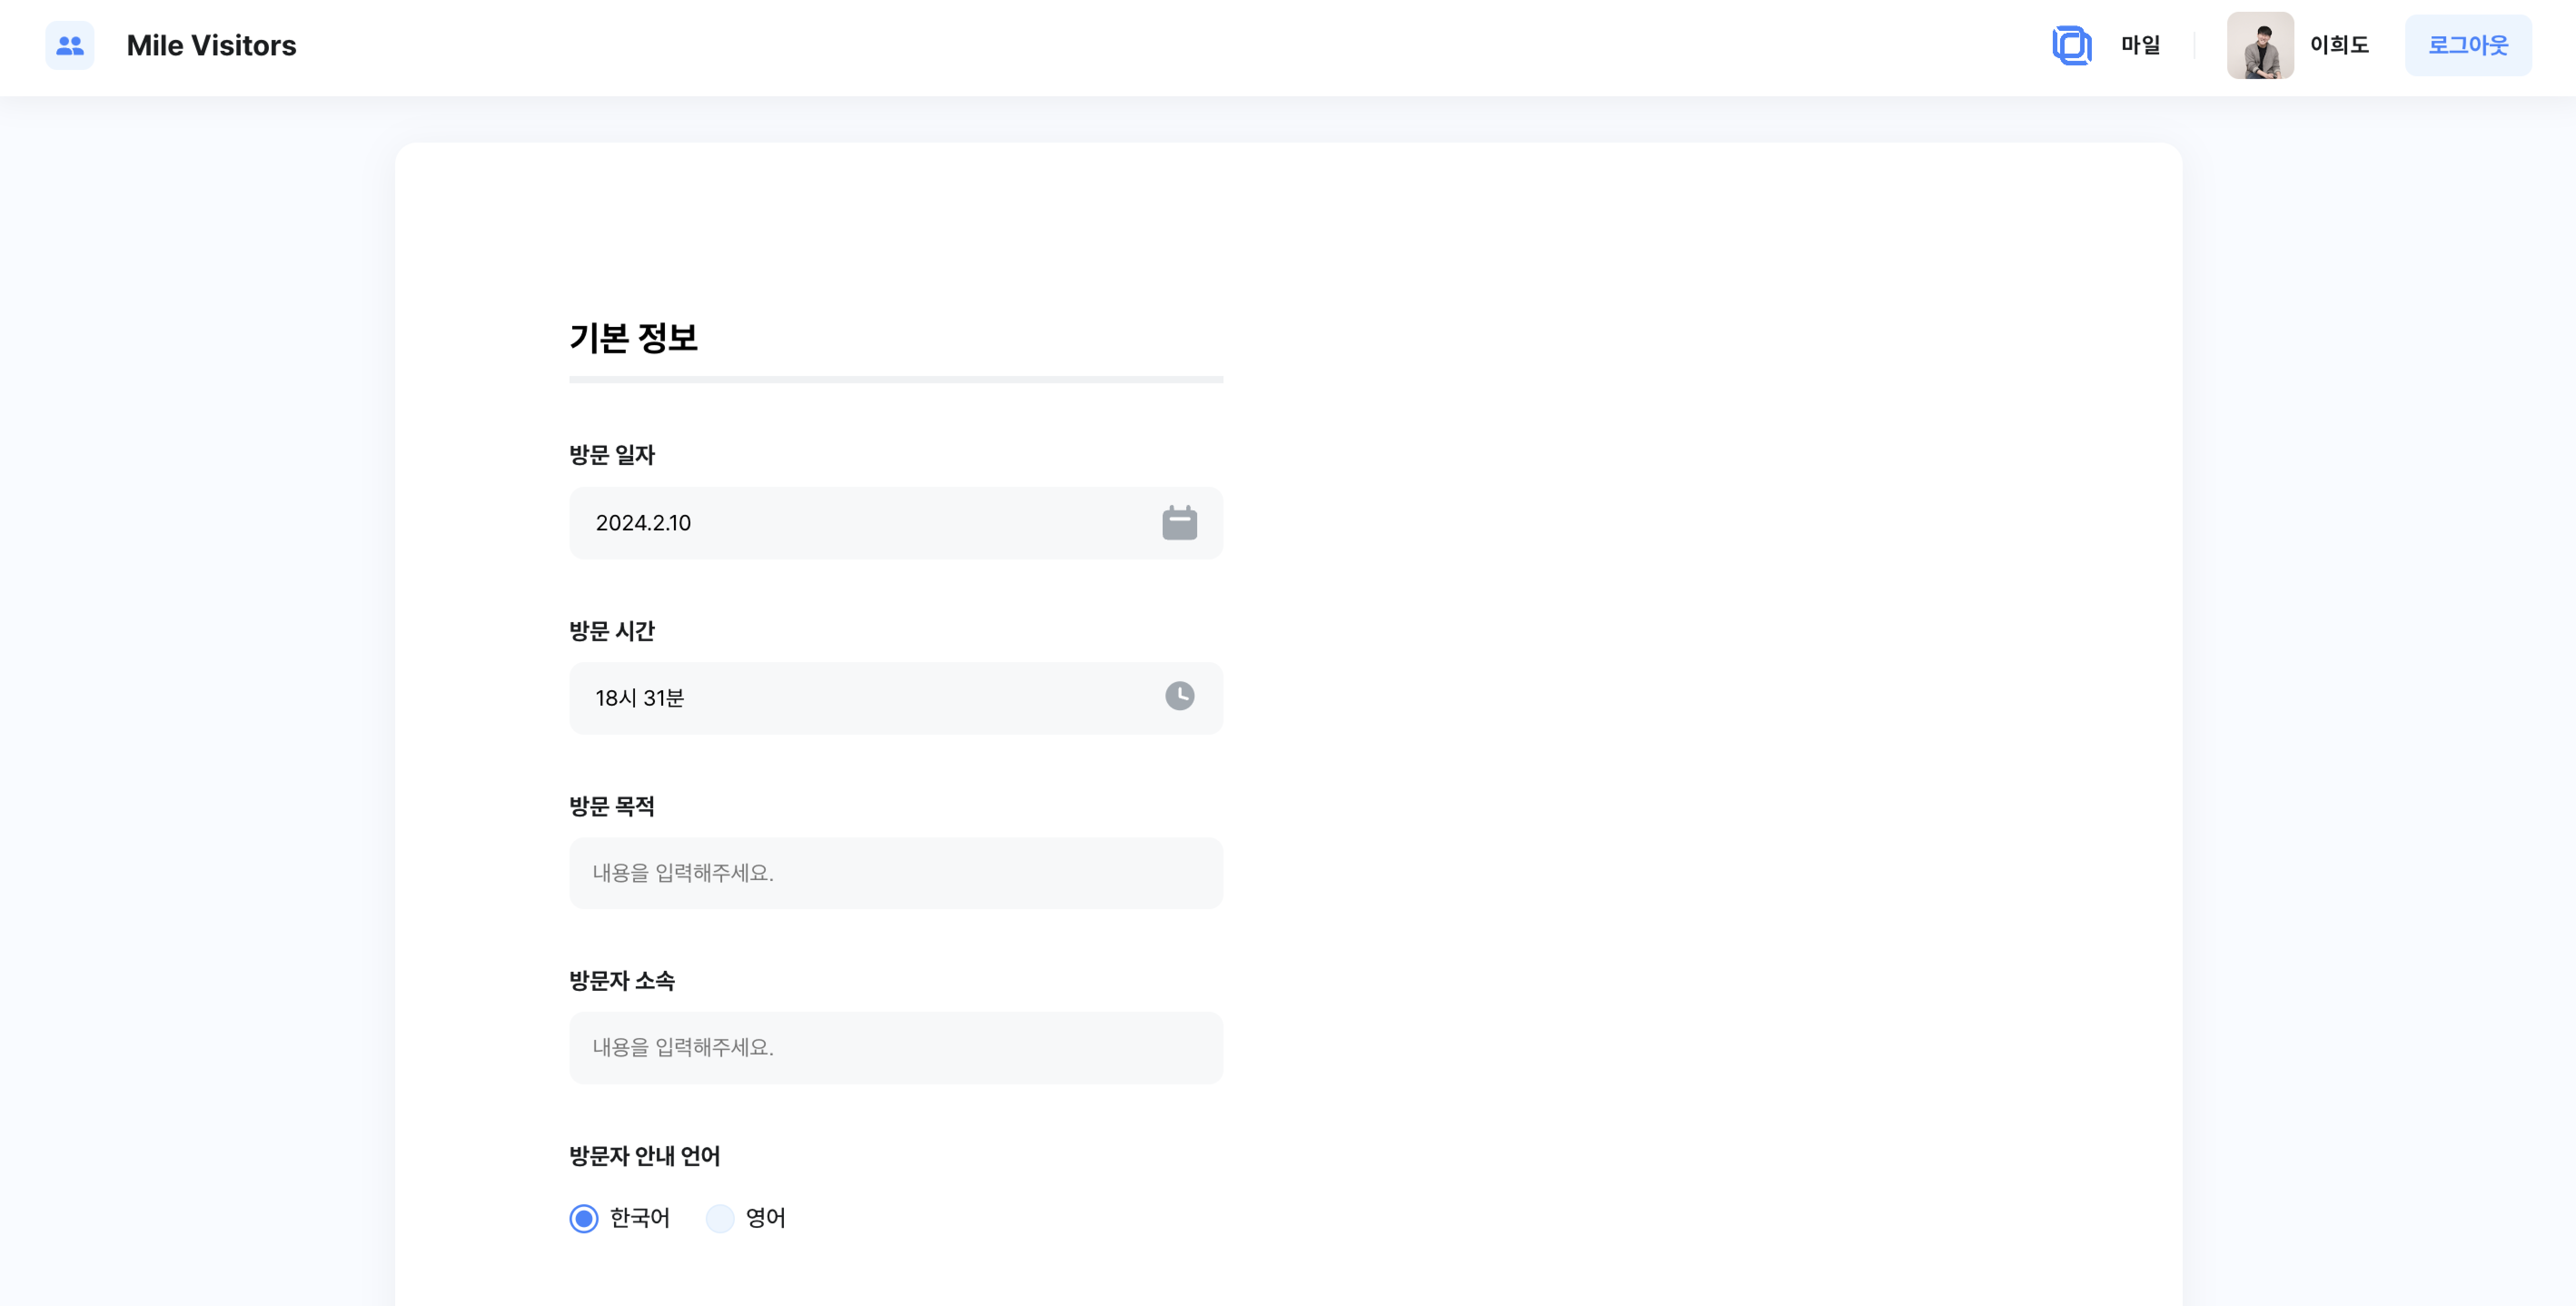 Mile Visitors
마일
이희도
로그아웃
기본 정보
방문 일자
2024.2.10
방문 시간
18시 31분
방문 목적
내용을 입력해주세요.
방문자 소속
내용을 입력해주세요.
방문자 안내 언어
한국어 영어